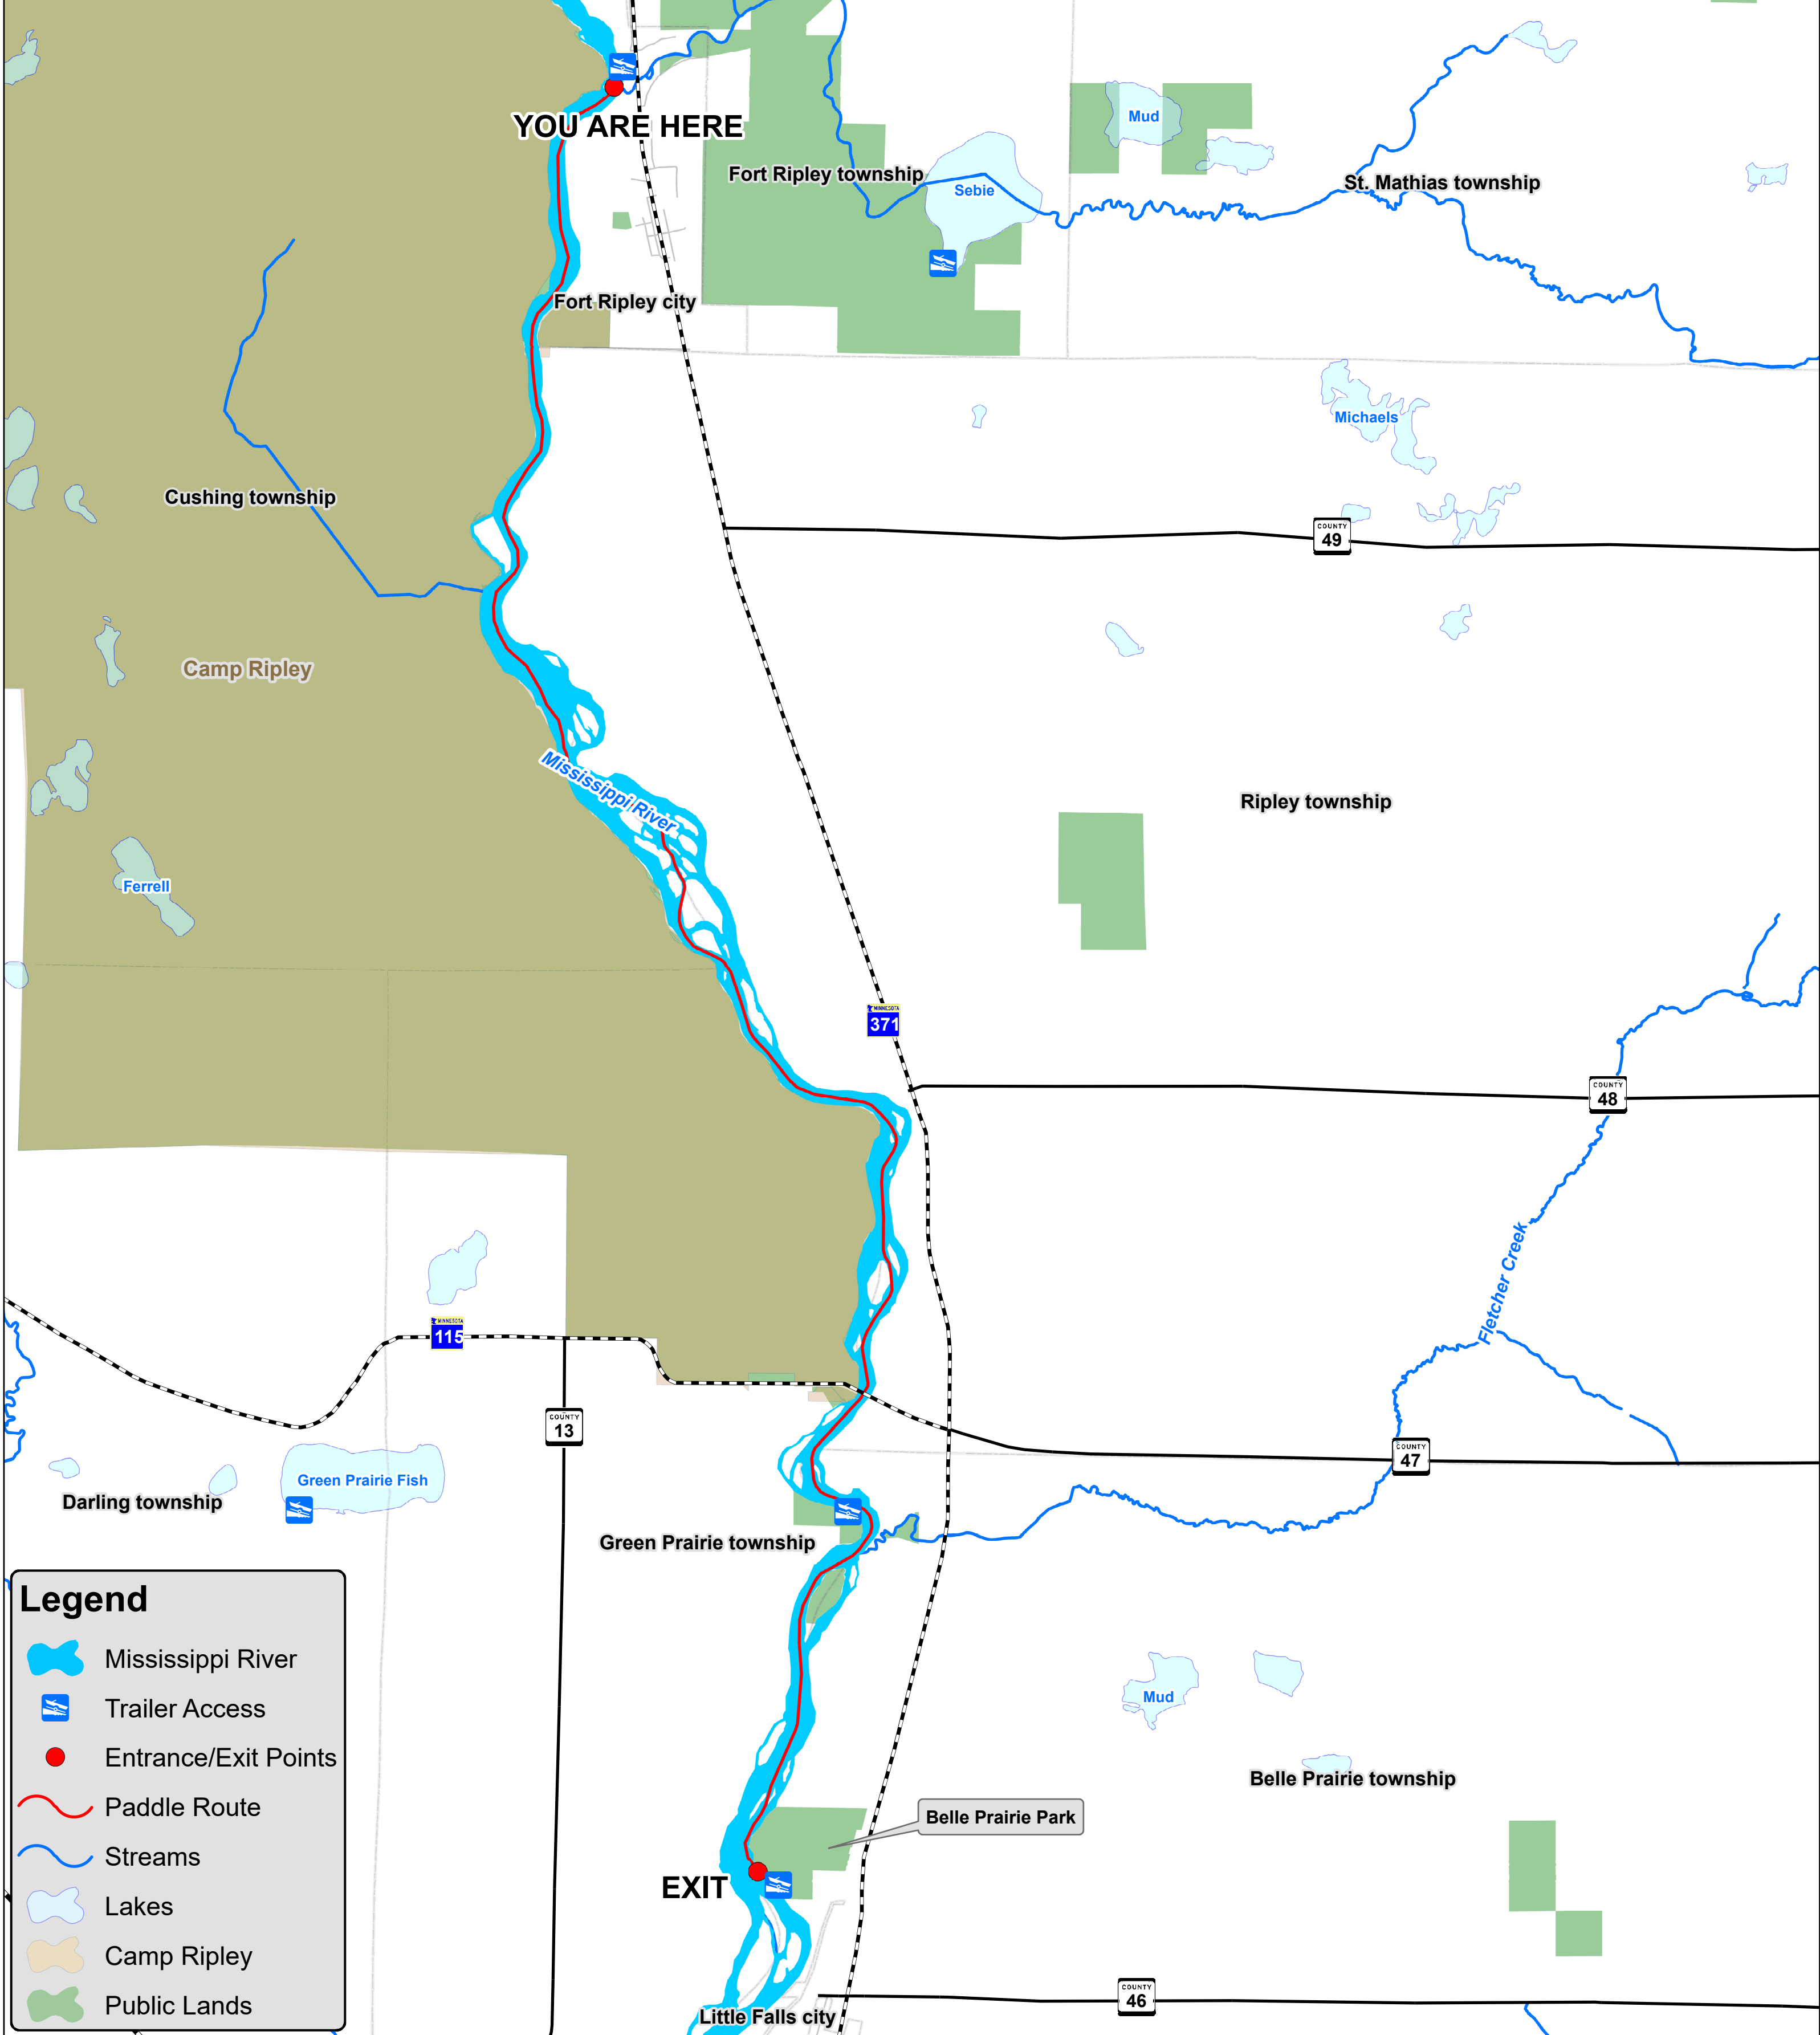 YOU ARE HERE
Mud
Fort Ripley township
St. Mathias township
Sebie
Fort Ripley city
Michaels
Cushing township
COUNTY
49
Camp Ripley
Mississippi River
Ripley township
Ferrell
MINNESOTA
371
COUNTY
48
Fletcher Creek
MINNESOTA
115
COUNTY
13
COUNTY
47
Green Prairie Fish
Darling township
Green Prairie township
Mud
Belle Prairie township
Belle Prairie Park
EXIT
COUNTY
46
Little Falls city
Legend
Mississippi River
Trailer Access
Entrance/Exit Points
Paddle Route
Streams
Lakes
Camp Ripley
Public Lands